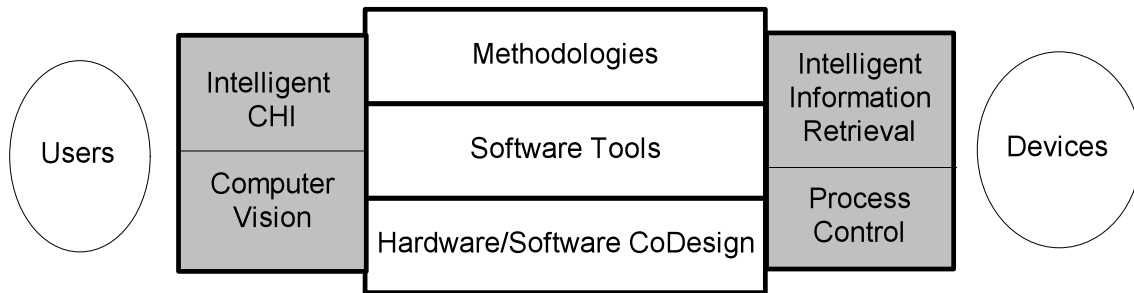 Users
Intelligent
CHI
Computer
Vision
Methodologies
Software Tools
Hardware/Software CoDesign
Intelligent
Information
Retrieval
Process
Control
Devices